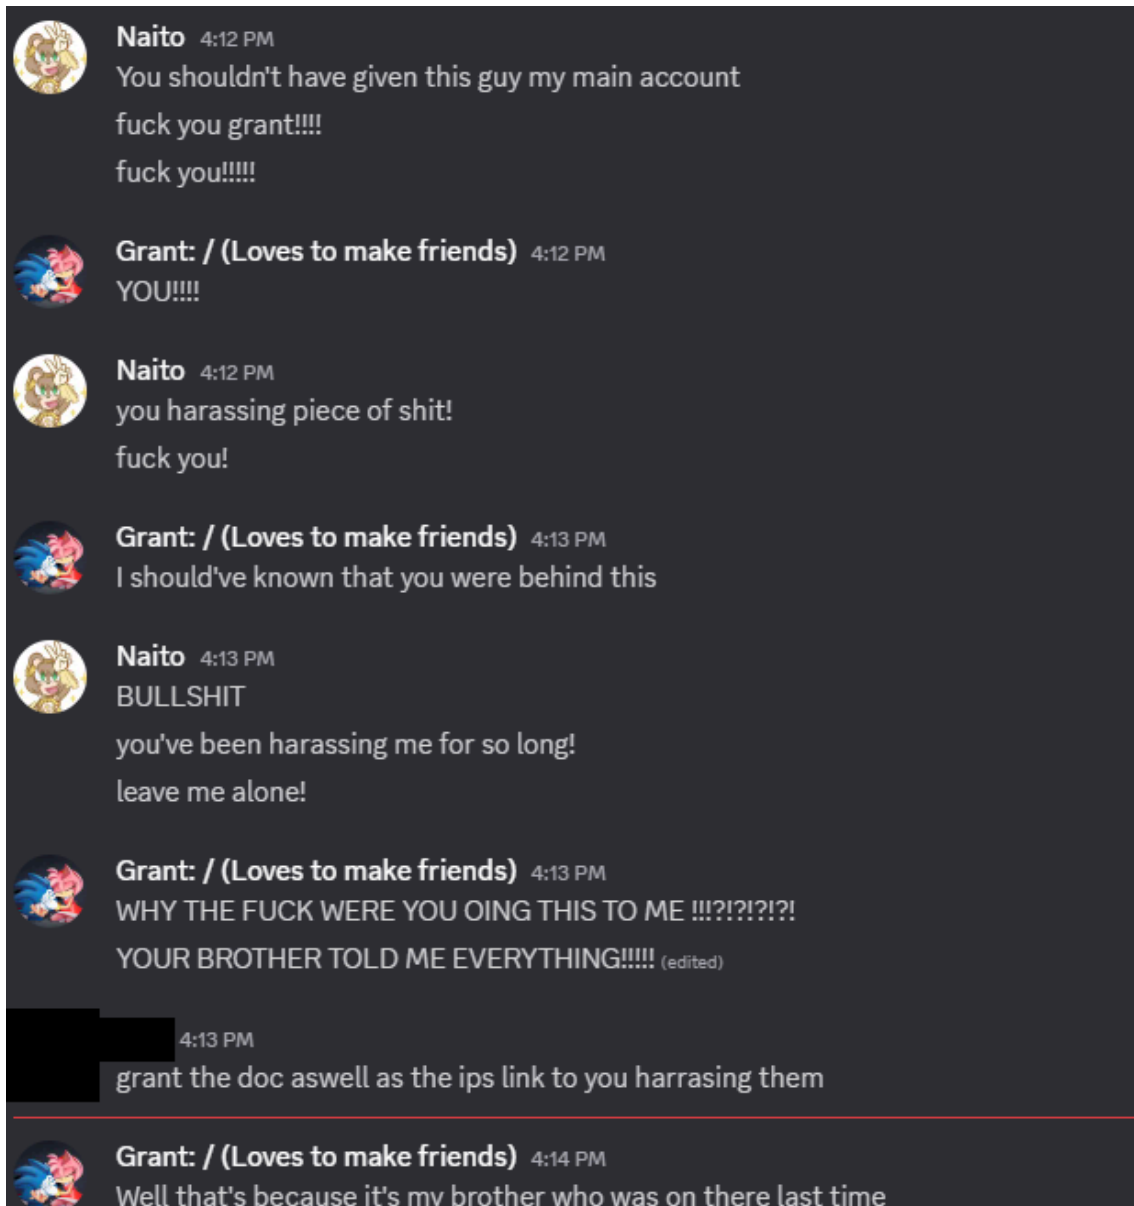 Naito 4:12 PM
You shouldn't have given this guy my main account
fuck you grant!!!!
fuck you!!!!!
Grant: / (Loves to make friends) 4:12 PM
YOU!!!!
Naito 4:12 PM
you harassing piece of shit!
fuck you!
Grant: / (Loves to make friends) 4:13 PM
I should've known that you were behind this
Naito 4:13 PM
BULLSHIT
you've been harassing me for so long!
leave me alone!
Grant: / (Loves to make friends) 4:13 PM
WHY THE FUCK WERE YOU OING THIS TO ME !!!?!?!?!?!
YOUR BROTHER TOLD ME EVERYTHING!!!!! (edited)
4:13 PM
grant the doc aswell as the ips link to you harrasing them
Grant: / (Loves to make friends) 4:14 PM
Well that's because it's my brother who was on there last time